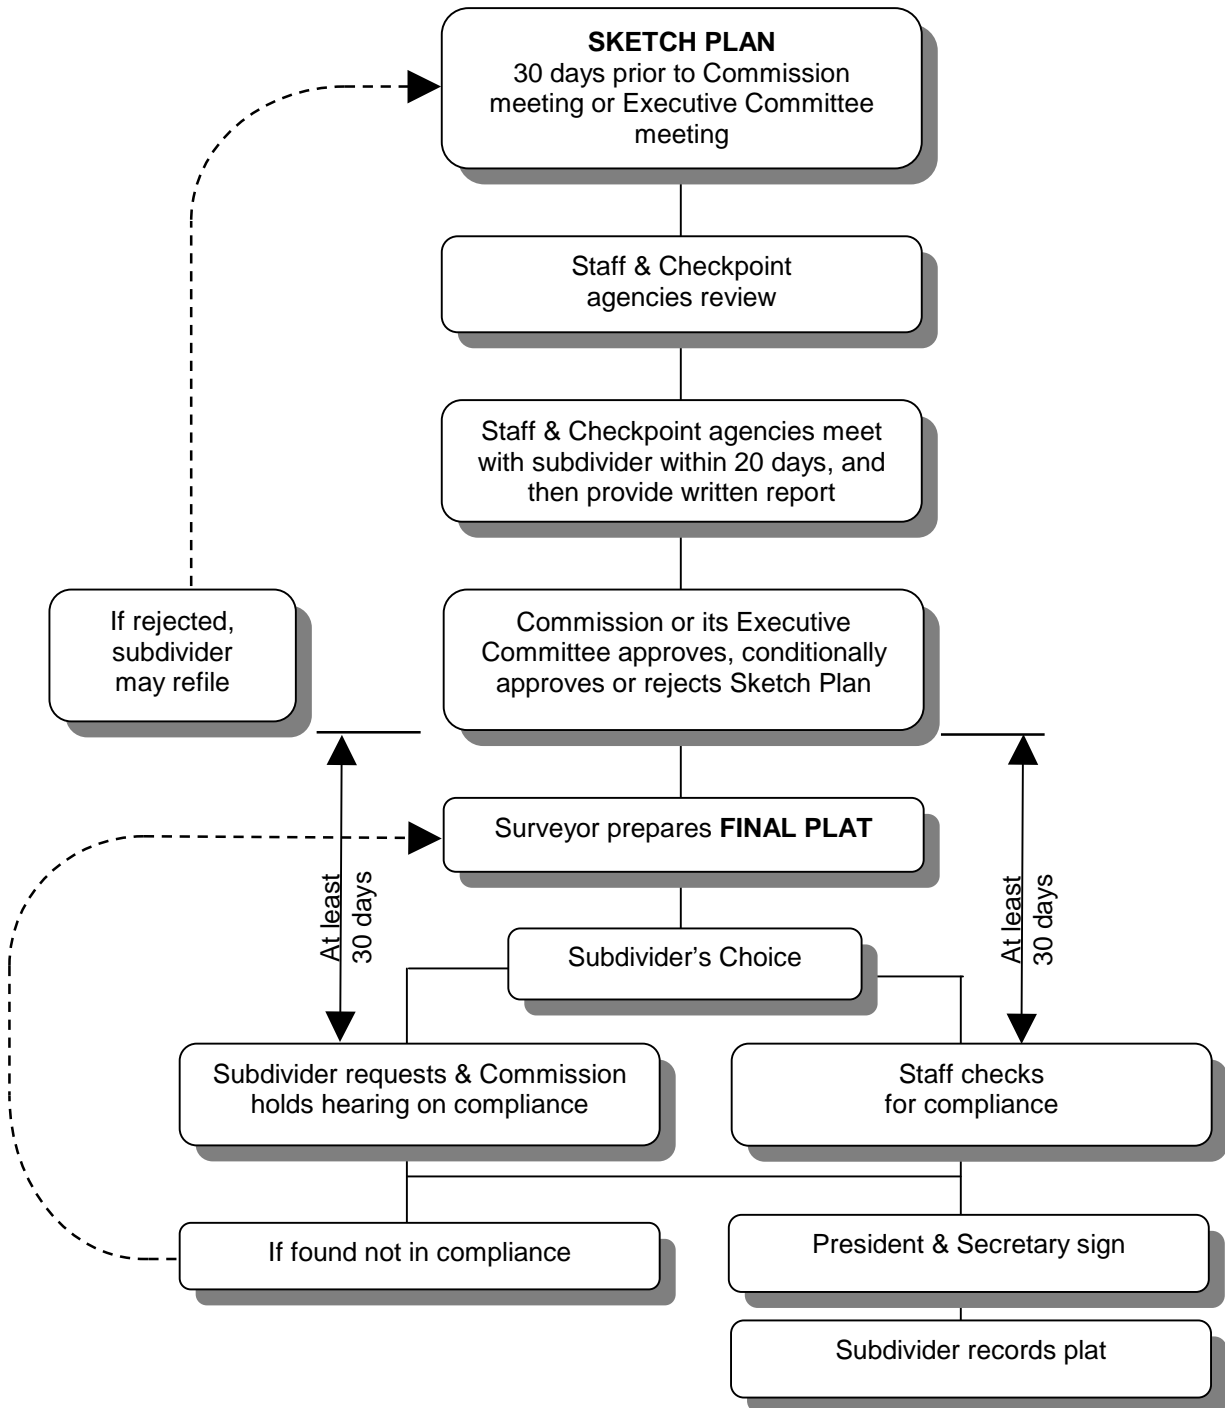 SKETCH PLAN
30 days prior to Commission
meeting or Executive Committee
meeting
Staff & Checkpoint
agencies review
Staff & Checkpoint agencies meet
with subdivider within 20 days, and
then provide written report
If rejected,
subdivider
may refile
Commission or its Executive
Committee approves, conditionally
approves or rejects Sketch Plan
Surveyor prepares FINAL PLAT
At least
30 days
At least
30 days
Subdivider's Choice
Subdivider requests & Commission
holds hearing on compliance
Staff checks
for compliance
If found not in compliance
President & Secretary sign
Subdivider records plat